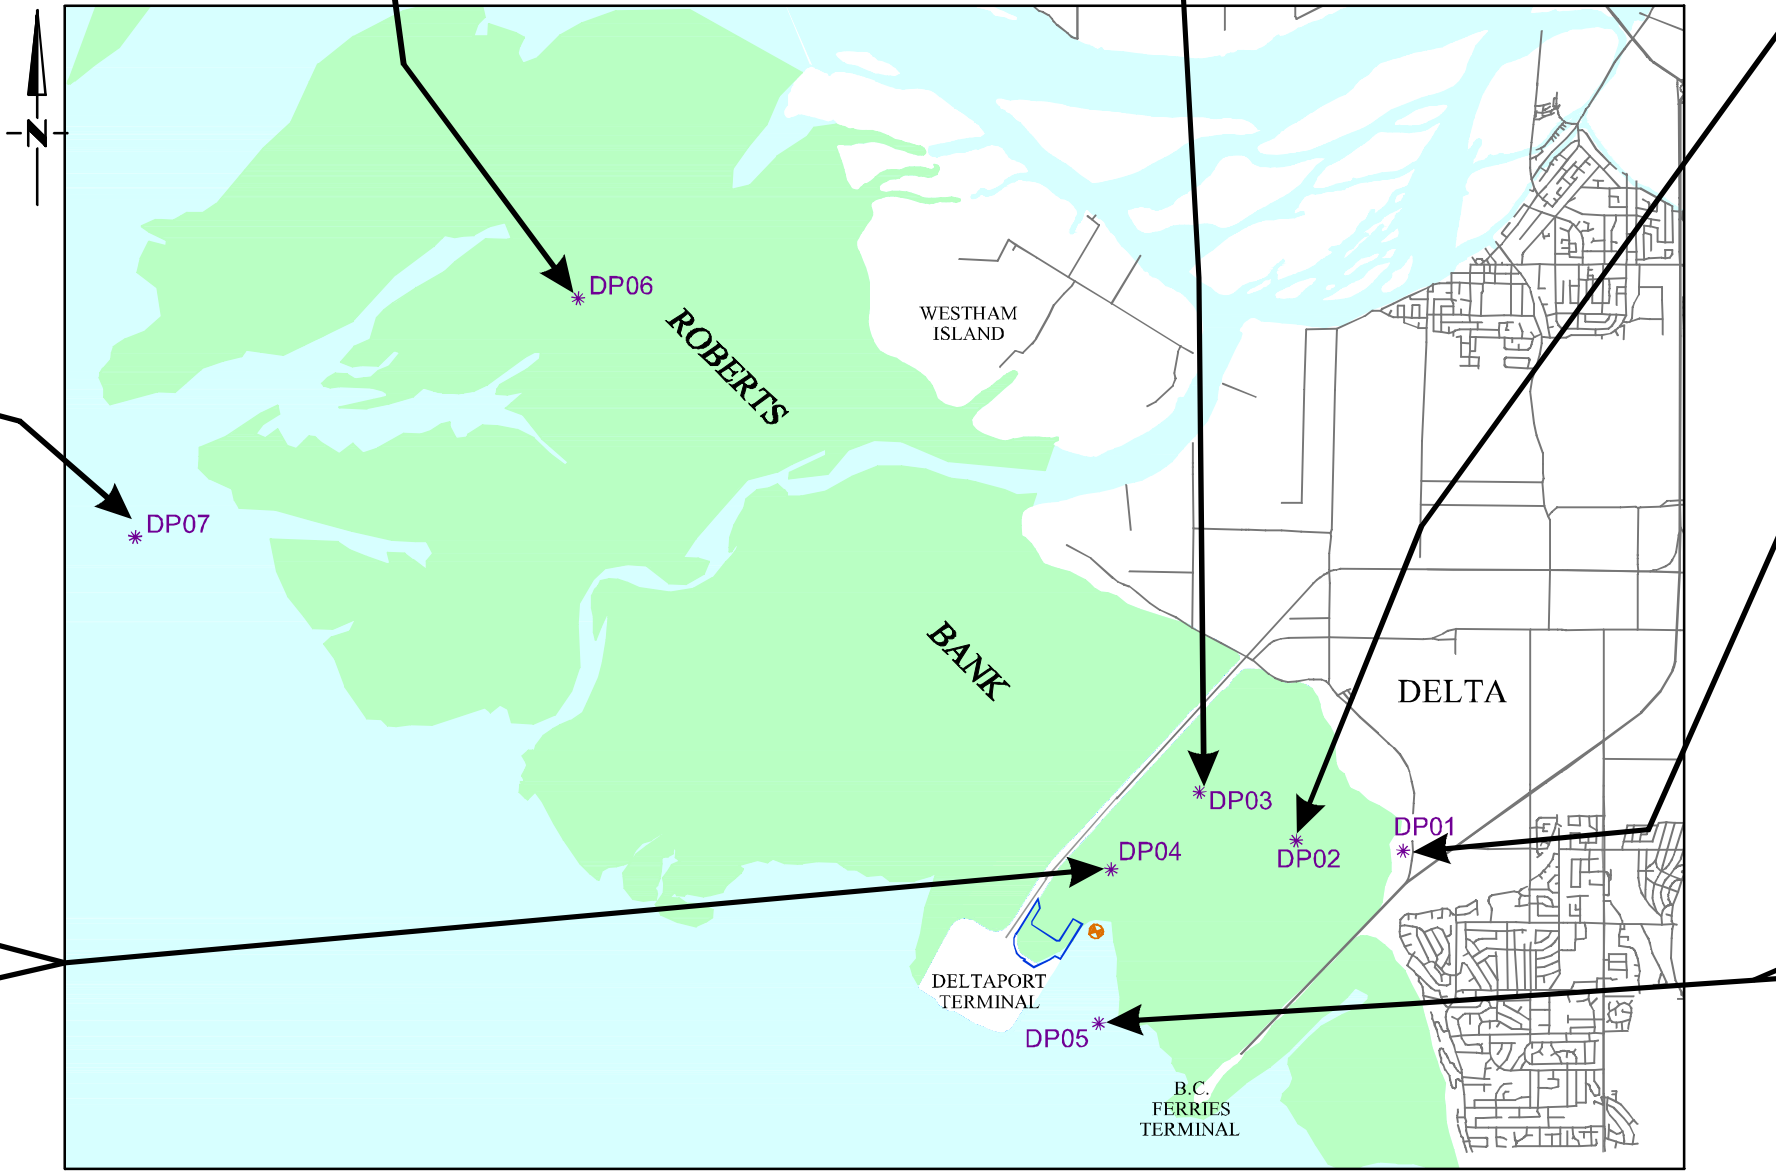 N
DP06
ROBERTS
WESTHAM
ISLAND
DP07
BANK
DELTA
DP03
DP01
DP02
DP04
DELTAPORT
TERMINAL
DP05
B.C.
FERRIES
TERMINAL